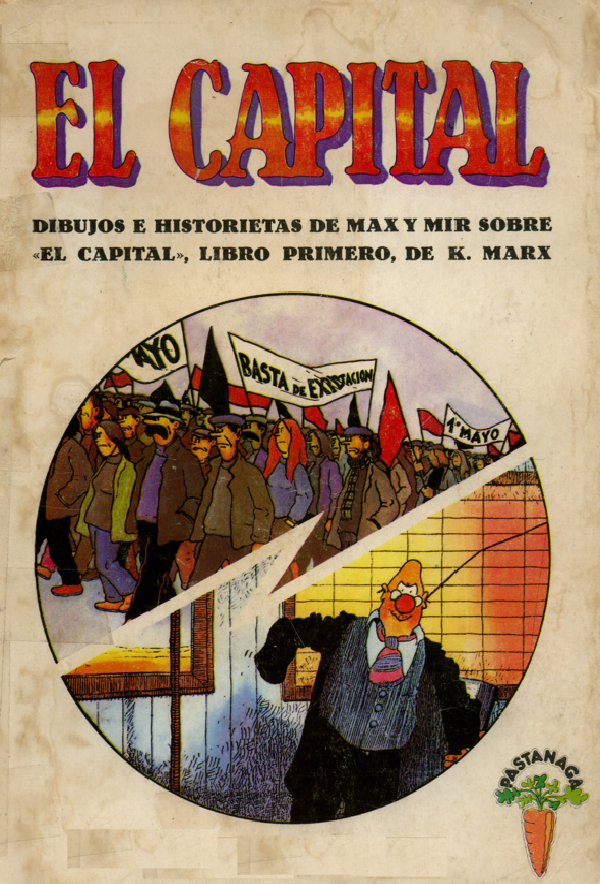 EL CAPITAL
DIBUJOS E HISTORIETAS DE MAX Y MIR SOBRE
«EL CAPITAL», LIBRO PRIMERO, DE K. MARX
YO
BASTA DE EXPLOTACION
1º MAYO
PASTANAGA